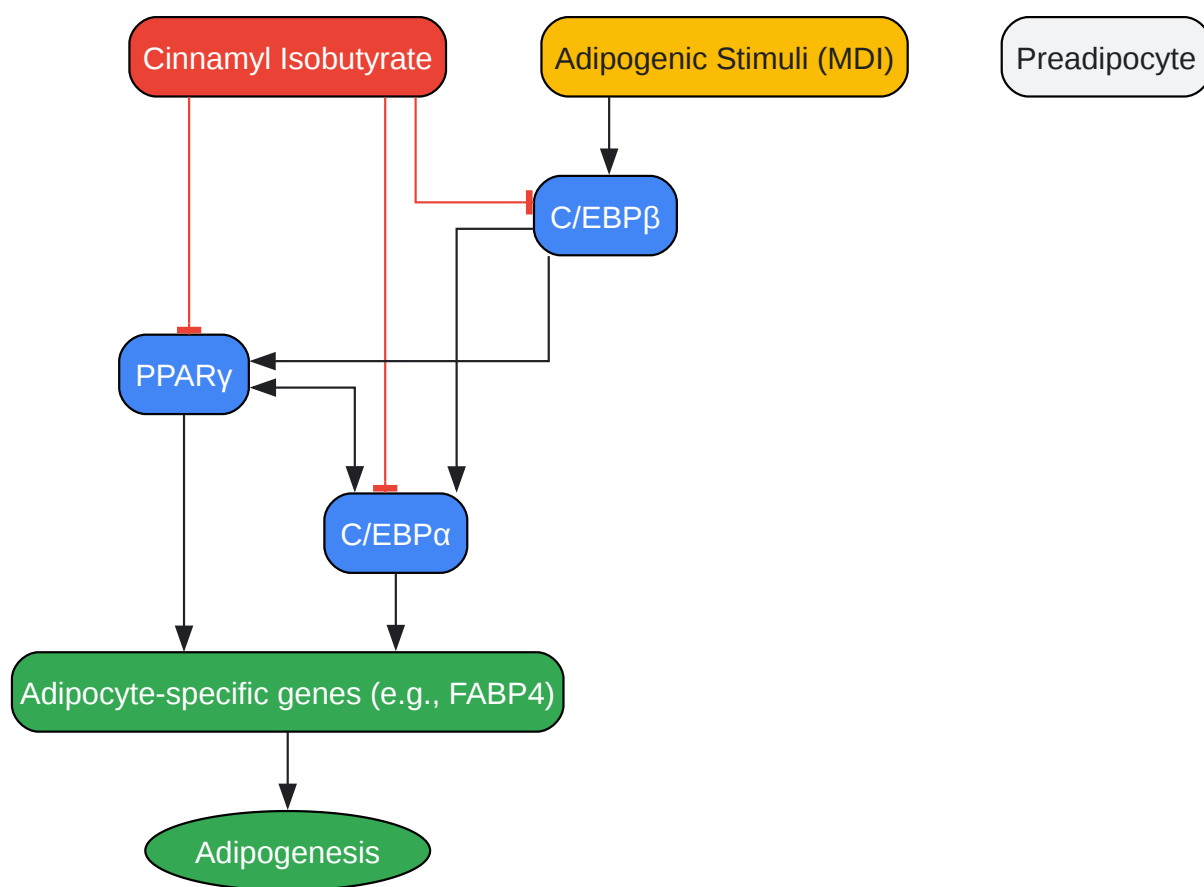 Cinnamyl Isobutyrate
Adipogenic Stimuli (MDI)
Preadipocyte
C/EBPβ
PPARγ
C/EBPα
Adipocyte-specific genes (e.g., FABP4)
Adipogenesis